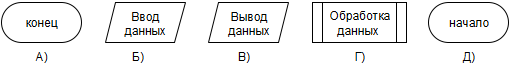 конец
Ввод
данных
Вывод
данных
Обработка
данных
начало
А)
Б)
В)
Г)
Д)